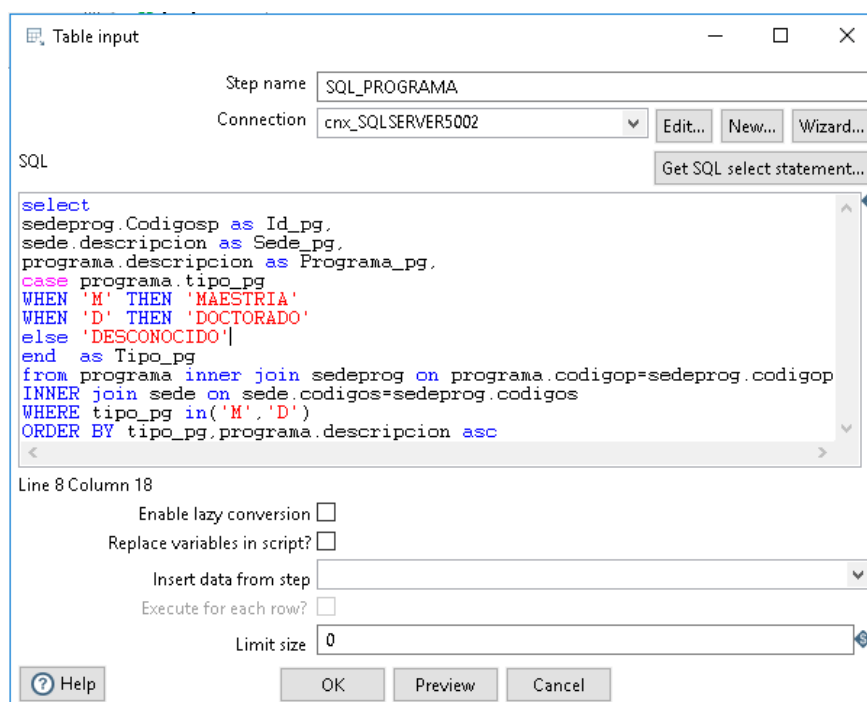 Table input
Step name SQL_PROGRAMA
Connection cnx_SQLSERVER5002 Edit... New... Wizard...
SQL
Get SQL select statement...
select
sedeprog.Codigosp as Id_pg,
sede.descripcion as Sede_pg,
programa.descripcion as Programa_pg,
case programa.tipo_pg
WHEN 'M' THEN 'MAESTRIA'
WHEN 'D' THEN 'DOCTORADO'
else 'DESCONOCIDO'
end  as Tipo_pg
from programa inner join sedeprog on programa.codigop=sedeprog.codigop
INNER join sede on sede.codigos=sedeprog.codigos
WHERE tipo_pg in('M','D')
ORDER BY tipo_pg,programa.descripcion asc
Line 8 Column 18
Enable lazy conversion
Replace variables in script?
Insert data from step
Execute for each row?
Limit size 0
Help OK Preview Cancel